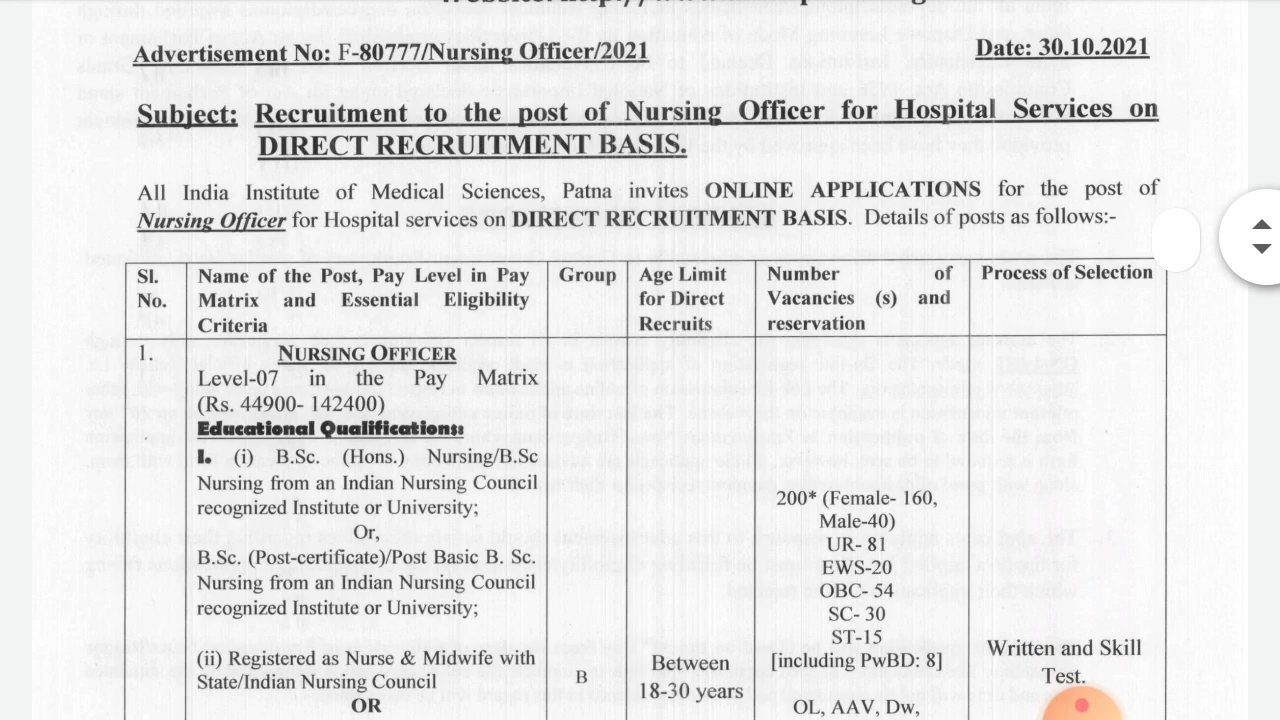 Advertisement No: F-80777/Nursing Officer/2021
Date: 30.10.2021
Subject: Recruitment to the post of Nursing Officer for Hospital Services on
DIRECT RECRUITMENT BASIS.
All India Institute of Medical Sciences, Patna invites ONLINE APPLICATIONS for the post of
Nursing Officer for Hospital services on DIRECT RECRUITMENT BASIS. Details of posts as follows:-
Sl.
No.
Name of the Post, Pay Level in Pay
Matrix and Essential Eligibility
Criteria
Group
Age Limit
for Direct
Recruits
Number of
Vacancies (s) and
reservation
Process of Selection
1.
NURSING OFFICER
Level-07 in the Pay Matrix
(Rs. 44900- 142400)
Educational Qualifications:
I. (i) B.Sc. (Hons.) Nursing/B.Sc
Nursing from an Indian Nursing Council
recognized Institute or University;
Or,
B.Sc. (Post-certificate)/Post Basic B. Sc.
Nursing from an Indian Nursing Council
recognized Institute or University;
(ii) Registered as Nurse & Midwife with
State/Indian Nursing Council
OR
B
Between
18-30 years
200* (Female- 160,
Male-40)
UR- 81
EWS-20
OBC- 54
SC- 30
ST-15
[including PwBD: 8]
OL, AAV, Dw,
Written and Skill
Test.